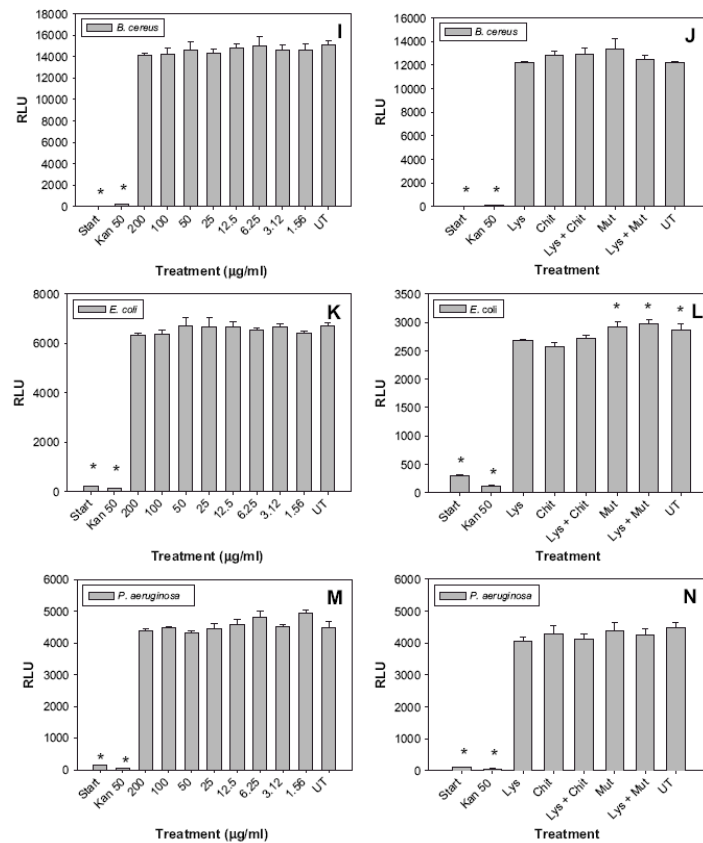 B. cereus
I
RLU
16000
14000
12000
10000
8000
6000
4000
2000
0
* *
Start Kan 50 200 100 50 25 12.5 6.25 3.12 1.56 UT
Treatment (µg/ml)
B. cereus
J
RLU
18000
16000
14000
12000
10000
8000
6000
4000
2000
0
* *
Start Kan 50 Lys Chit Lys + Chit Mut Lys + Mut UT
Treatment
E. coli
K
RLU
8000
6000
4000
2000
0
* *
Start Kan 50 200 100 50 25 12.5 6.25 3.12 1.56 UT
Treatment (µg/ml)
E. coli
L
RLU
3500
3000
2500
2000
1500
1000
500
0
* * * * *
Start Kan 50 Lys Chit Lys + Chit Mut Lys + Mut UT
Treatment
P. aeruginosa
M
RLU
6000
5000
4000
3000
2000
1000
0
* *
Start Kan 50 200 100 50 25 12.5 6.25 3.12 1.56 UT
Treatment (µg/ml)
P. aeruginosa
N
RLU
6000
5000
4000
3000
2000
1000
0
* *
Start Kan 50 Lys Chit Lys + Chit Mut Lys + Mut UT
Treatment